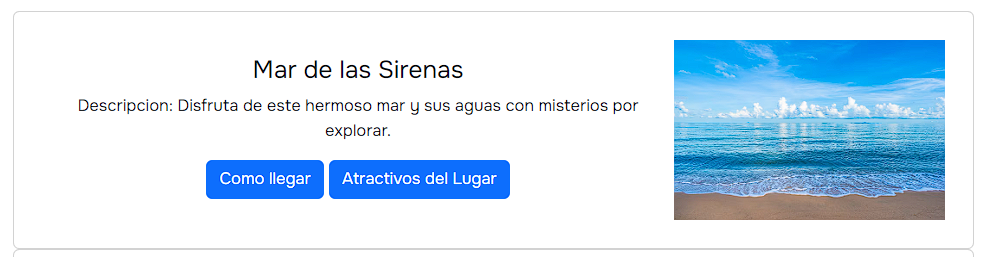 Mar de las Sirenas
Descripcion: Disfruta de este hermoso mar y sus aguas con misterios por
explorar.
Como llegar
Atractivos del Lugar